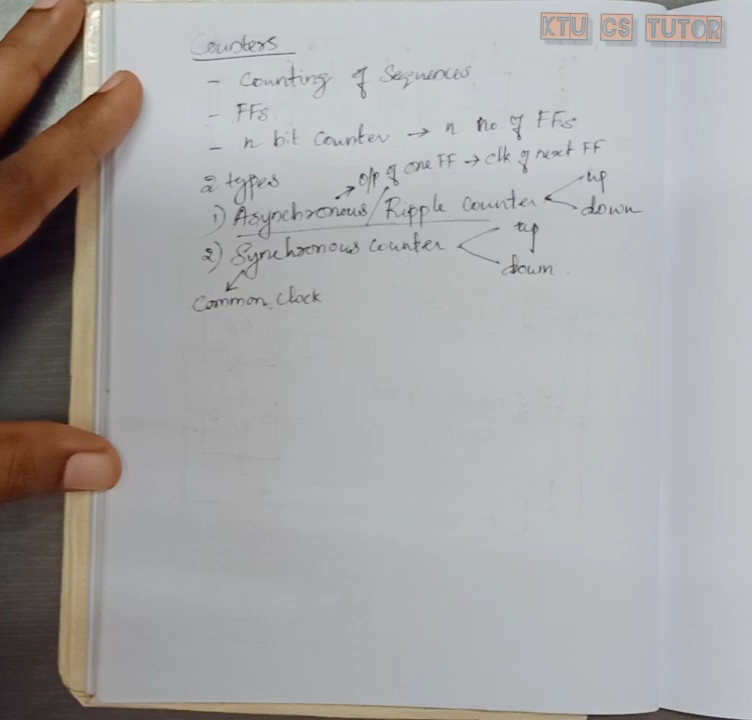 KTU CS TUTOR
Counters
- Counting of Sequences
- FFs
- n bit Counter → n no. of FFs
2 types → o/p of one FF → clk of next FF
1) Asynchronous/Ripple Counter up
down
2) Synchronous Counter up
down
Common clock